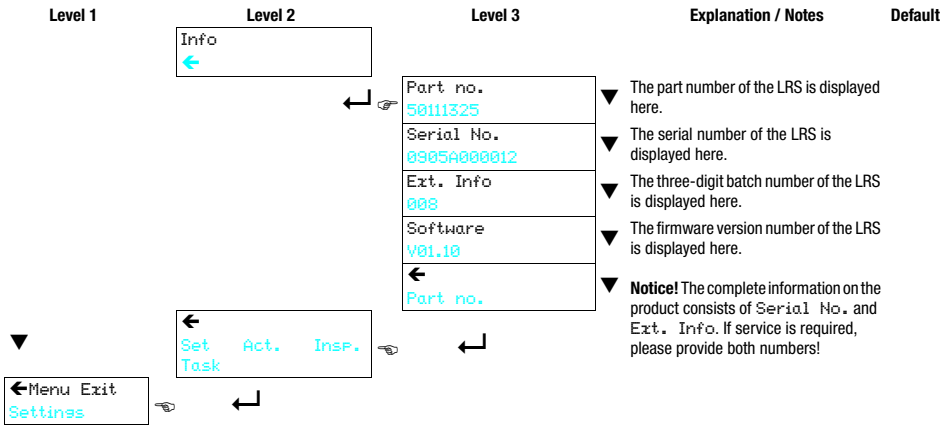 Level 1 Level 2 Level 3 Explanation / Notes Default
Info
Part no.
50111325
The part number of the LRS is displayed
here.
Serial No.
0905A000012
The serial number of the LRS is
displayed here.
Ext. Info
008
The three-digit batch number of the LRS
is displayed here.
Software
V01.10
The firmware version number of the LRS
is displayed here.
Part no.
Notice! The complete information on the
product consists of Serial No. and
Ext. Info. If service is required,
please provide both numbers!
Set Act. Insp.
Task
Menu Exit
Settings